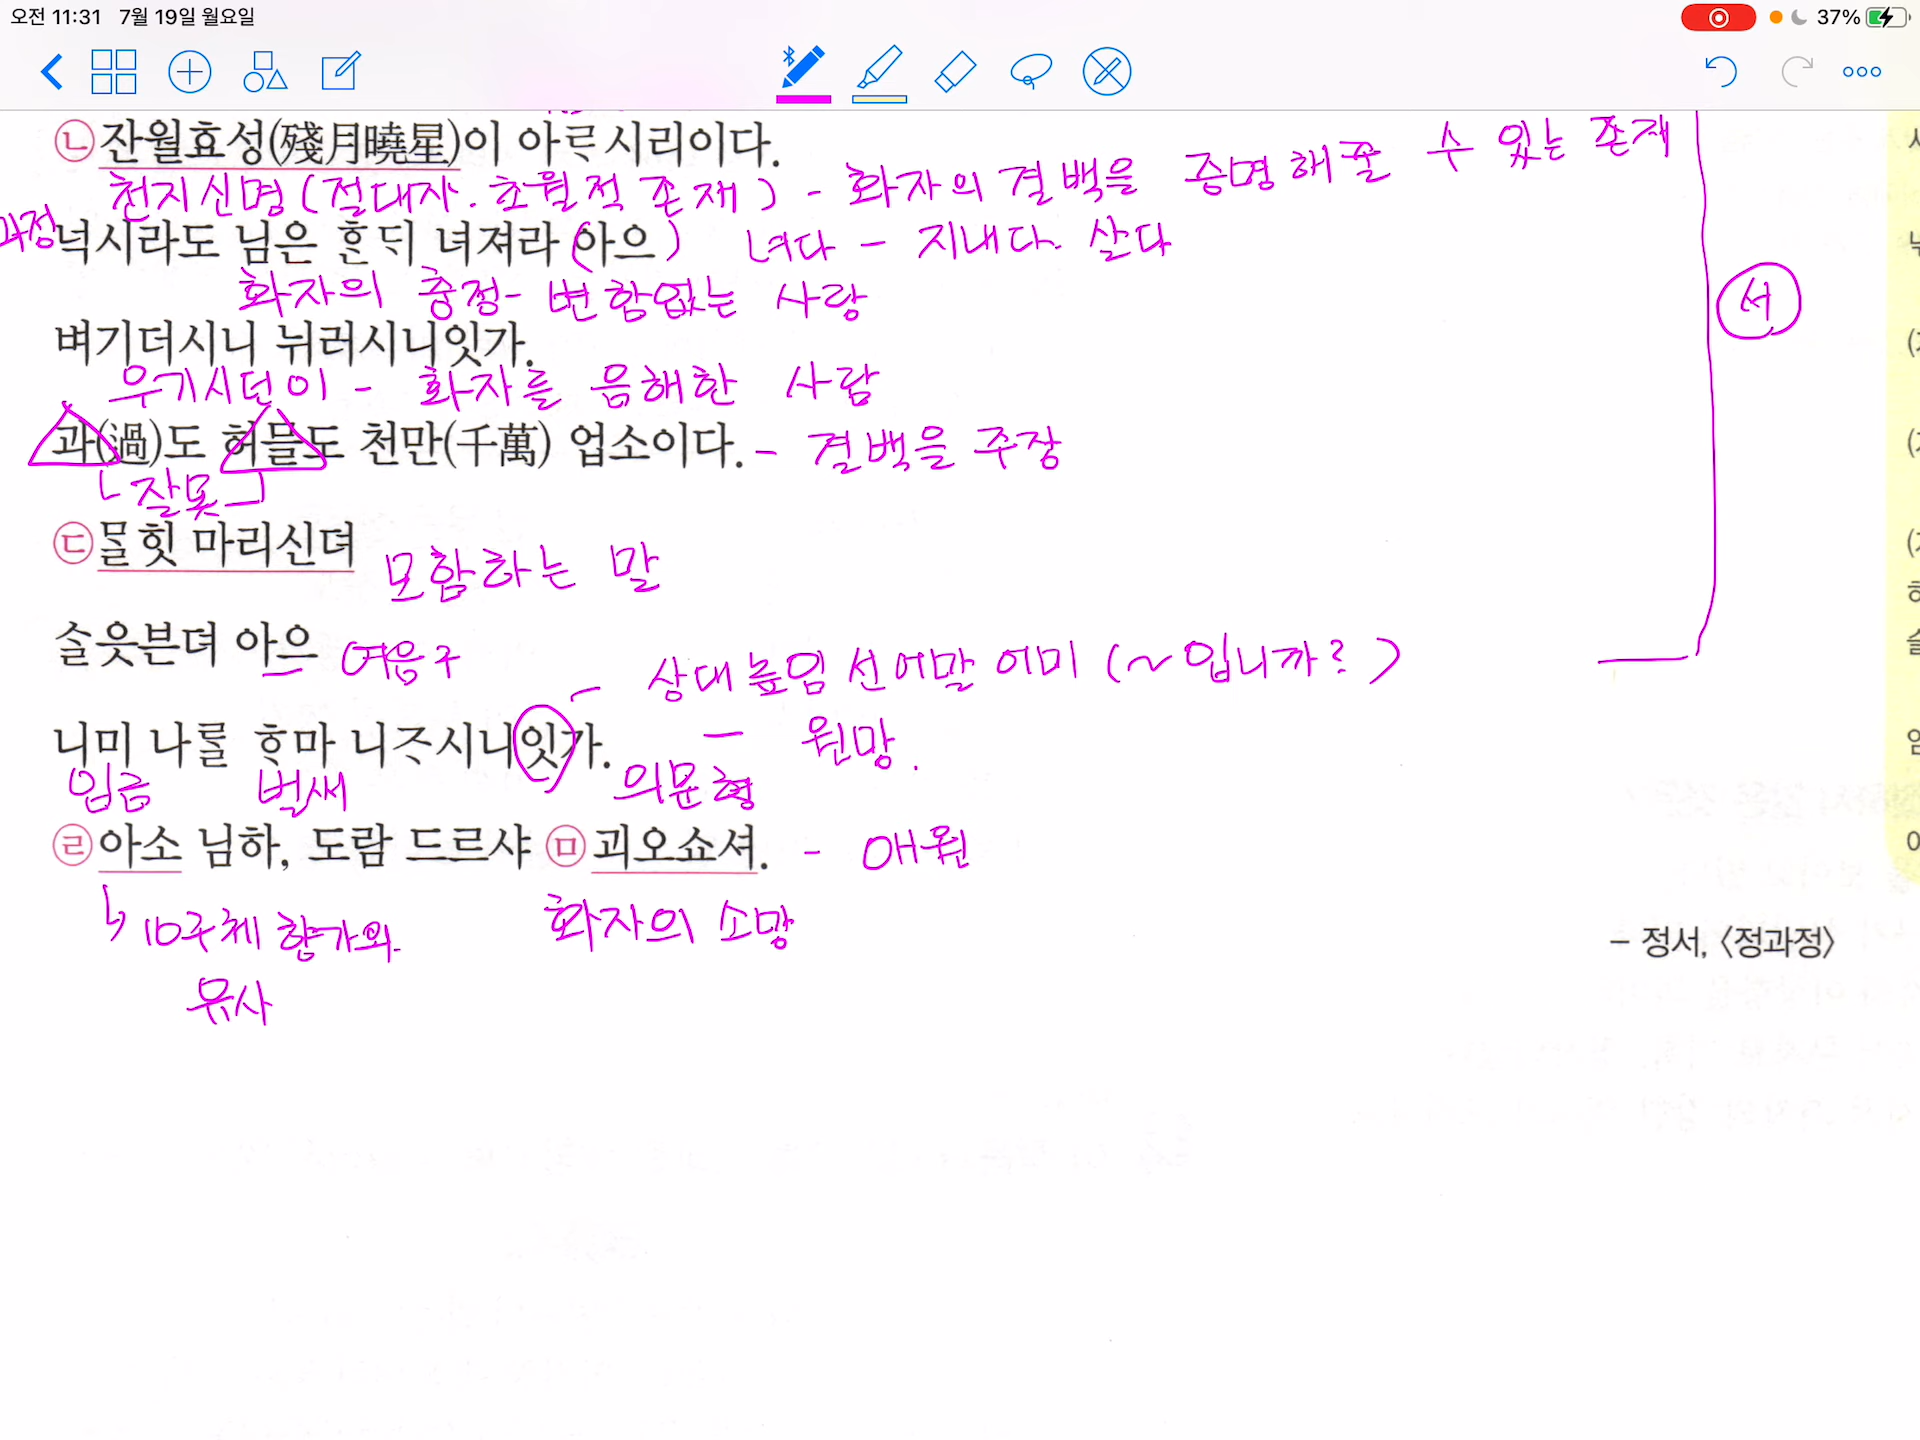 오전 11:31 7월 19일 월요일
37%
㉡잔월효성(殘月曉星)이 아ᄅᆞ시리이다.
천지신명(절대자.초월적 존재) - 화자의 결백을 증명해줄 수 있는 존재
과정
넉시라도 님은 ᄒᆞᆫᄃᆡ 녀져라 (아으) 녀다 - 지내다. 살다
화자의 충정 - 변함없는 사랑
서
벼기더시니 뉘러시니잇가.
우기시던이 - 화자를 음해한 사람
과(過)도 허믈도 천만(千萬) 업소이다. - 결백을 주장
잘못
㉢ᄆᆞᆯ힛 마리신뎌 모함하는 말
ᄉᆞᆯ읏븐뎌 아으 여음구
- 상대높임 선어말 어미 (~입니까?)
니미 나ᄅᆞᆯ ᄒᆞ마 니ᄌᆞ시니잇가. - 원망.
임금 벌써 의문형
㉣아소 님하, 도람 드르샤 ㉤괴오쇼셔. - 애원
10구체 향가와 화자의 소망
유사
- 정서, 〈정과정〉